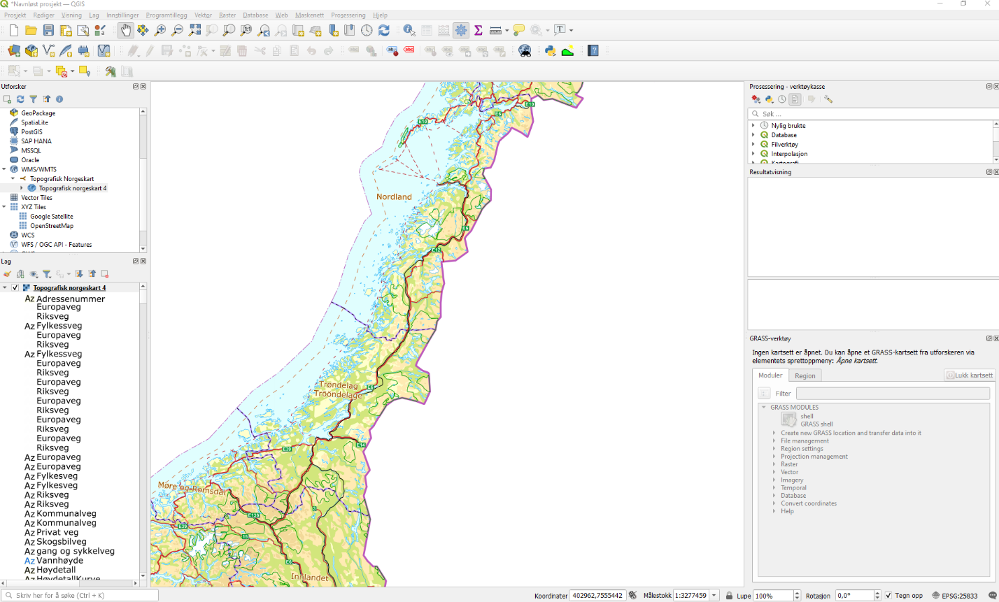 *Navnløst prosjekt — QGIS
Prosjekt Rediger Visning Lag Innstillinger Programtillegg Vektor Raster Database Web Maskenett Prosessering Hjelp
Utforsker
GeoPackage
SpatiaLite
PostGIS
SAP HANA
MSSQL
Oracle
WMS/WMTS
Topografisk Norgeskart
Topografisk norgeskart 4
Vector Tiles
XYZ Tiles
Google Satellite
OpenStreetMap
WCS
WFS / OGC API - Features
Lag
Topografisk norgeskart 4
Az Adressenummer
Europaveg
Riksveg
Az Fylkessveg
Europaveg
Riksveg
Az Fylkessveg
Europaveg
Riksveg
Europaveg
Riksveg
Europaveg
Riksveg
Europaveg
Riksveg
Europaveg
Riksveg
Az Europaveg
Az Europaveg
Az Fylkesveg
Az Fylkesveg
Az Riksveg
Az Riksveg
Az Kommunalveg
Az Kommunalveg
Az Privat veg
Az Skogsbilveg
Az gang og sykkelveg
Az Vannhøyde
Az Høydetall
Az HøydetallKurve
E10
E10
E6
Nordland
E6
E12
Trøndelag
Trööndelage
E6
E14
E39
Møre og Romsdal
3
E136
E39
15
E6
Innlandet
Prosessering - verktøykasse
Søk ...
Nylig brukte
Database
Filverktøy
Interpolasjon
Kartografi
Resultatvisning
GRASS-verktøy
Ingen kartsett er åpnet. Du kan åpne et GRASS-kartsett fra utforskeren via
elementets sprettoppmeny: Åpne kartsett.
Moduler Region Lukk kartsett
Filter
GRASS MODULES
shell
GRASS shell
Create new GRASS location and transfer data into it
File management
Region settings
Projection management
Raster
Vector
Imagery
Temporal
Database
Convert coordinates
Help
Skriv her for å søke (Ctrl + K) Koordinater 402962,7555442 Målestokk 1:3277459 Lupe 100% Rotasjon 0,0° Tegn opp EPSG:25833